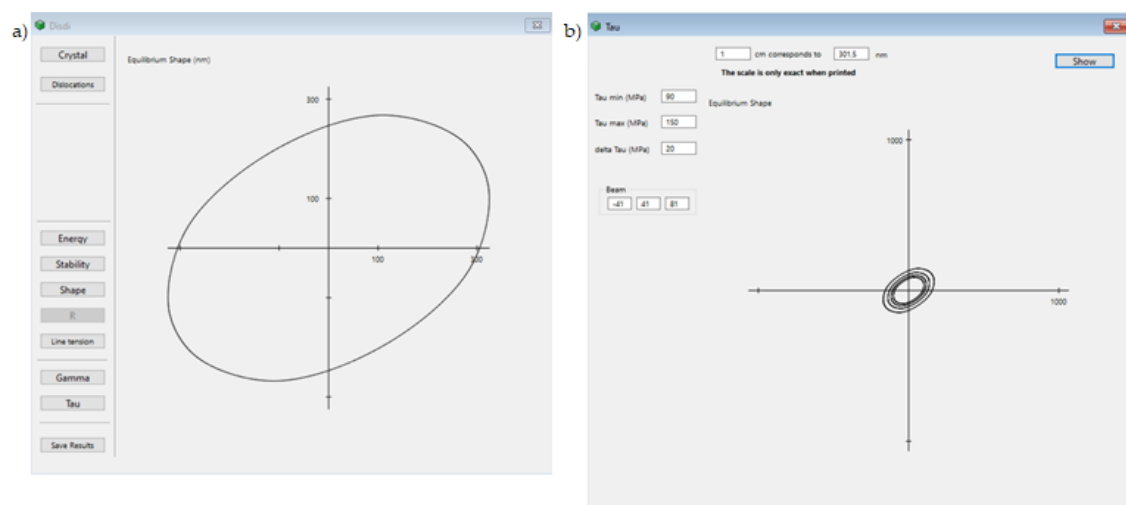 a)
Disdi
Crystal
Dislocations
Equilibrium Shape (nm)
300
100
100
300
Energy
Stability
Shape
R
Line tension
Gamma
Tau
Save Results
b)
Tau
1 cm corresponds to 301.5 nm
Show
The scale is only exact when printed
Tau min (MPa) 90
Equilibrium Shape
Tau max (MPa) 150
delta Tau (MPa) 20
1000
Beam
-41 41 81
1000